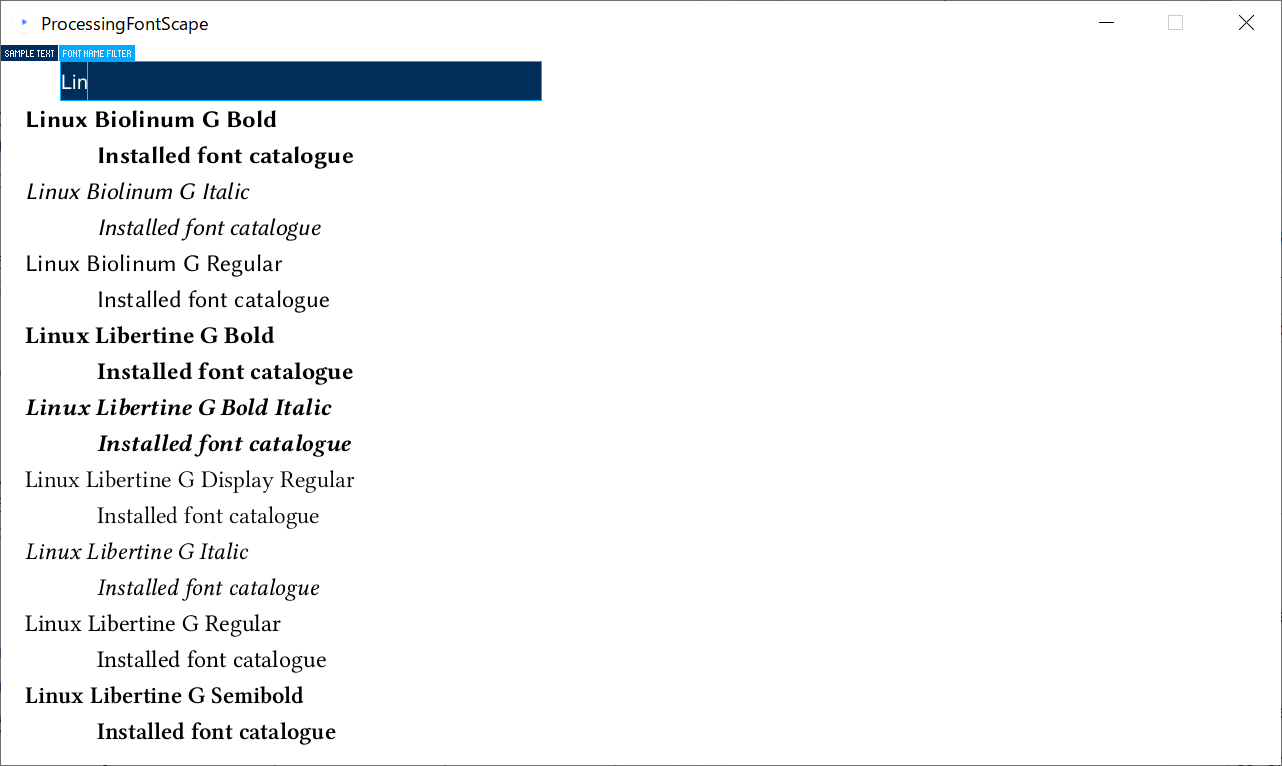 ProcessingFontScape
SAMPLE TEXT FONT NAME FILTER
Lin
Linux Biolinum G Bold
Installed font catalogue
Linux Biolinum G Italic
Installed font catalogue
Linux Biolinum G Regular
Installed font catalogue
Linux Libertine G Bold
Installed font catalogue
Linux Libertine G Bold Italic
Installed font catalogue
Linux Libertine G Display Regular
Installed font catalogue
Linux Libertine G Italic
Installed font catalogue
Linux Libertine G Regular
Installed font catalogue
Linux Libertine G Semibold
Installed font catalogue